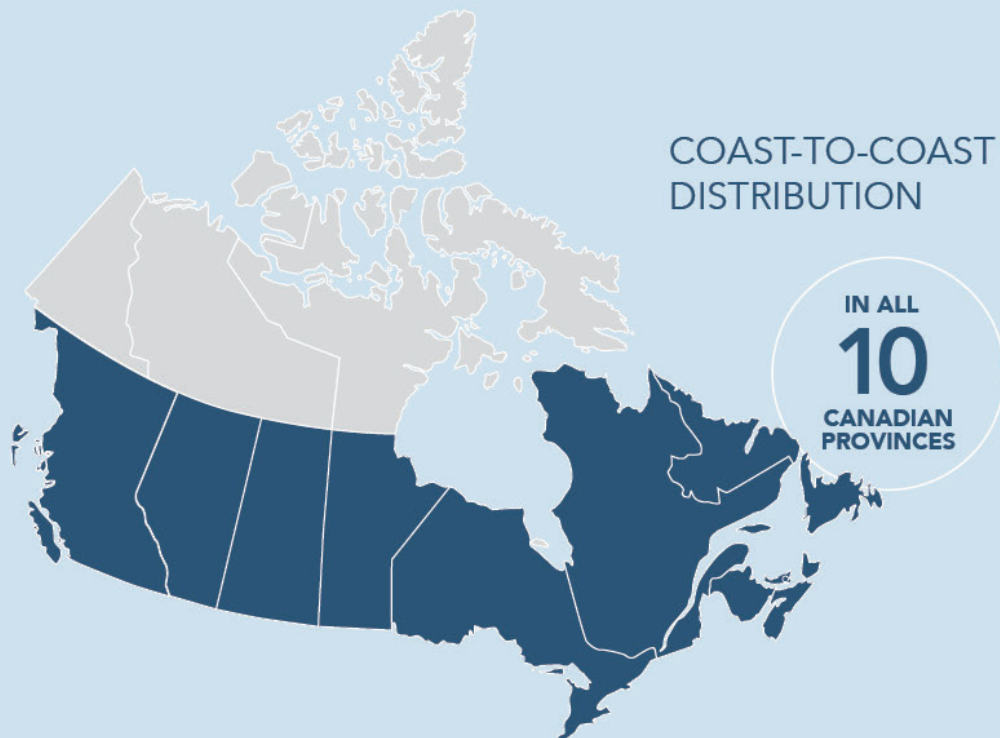 COAST-TO-COAST
DISTRIBUTION
IN ALL
10
CANADIAN
PROVINCES